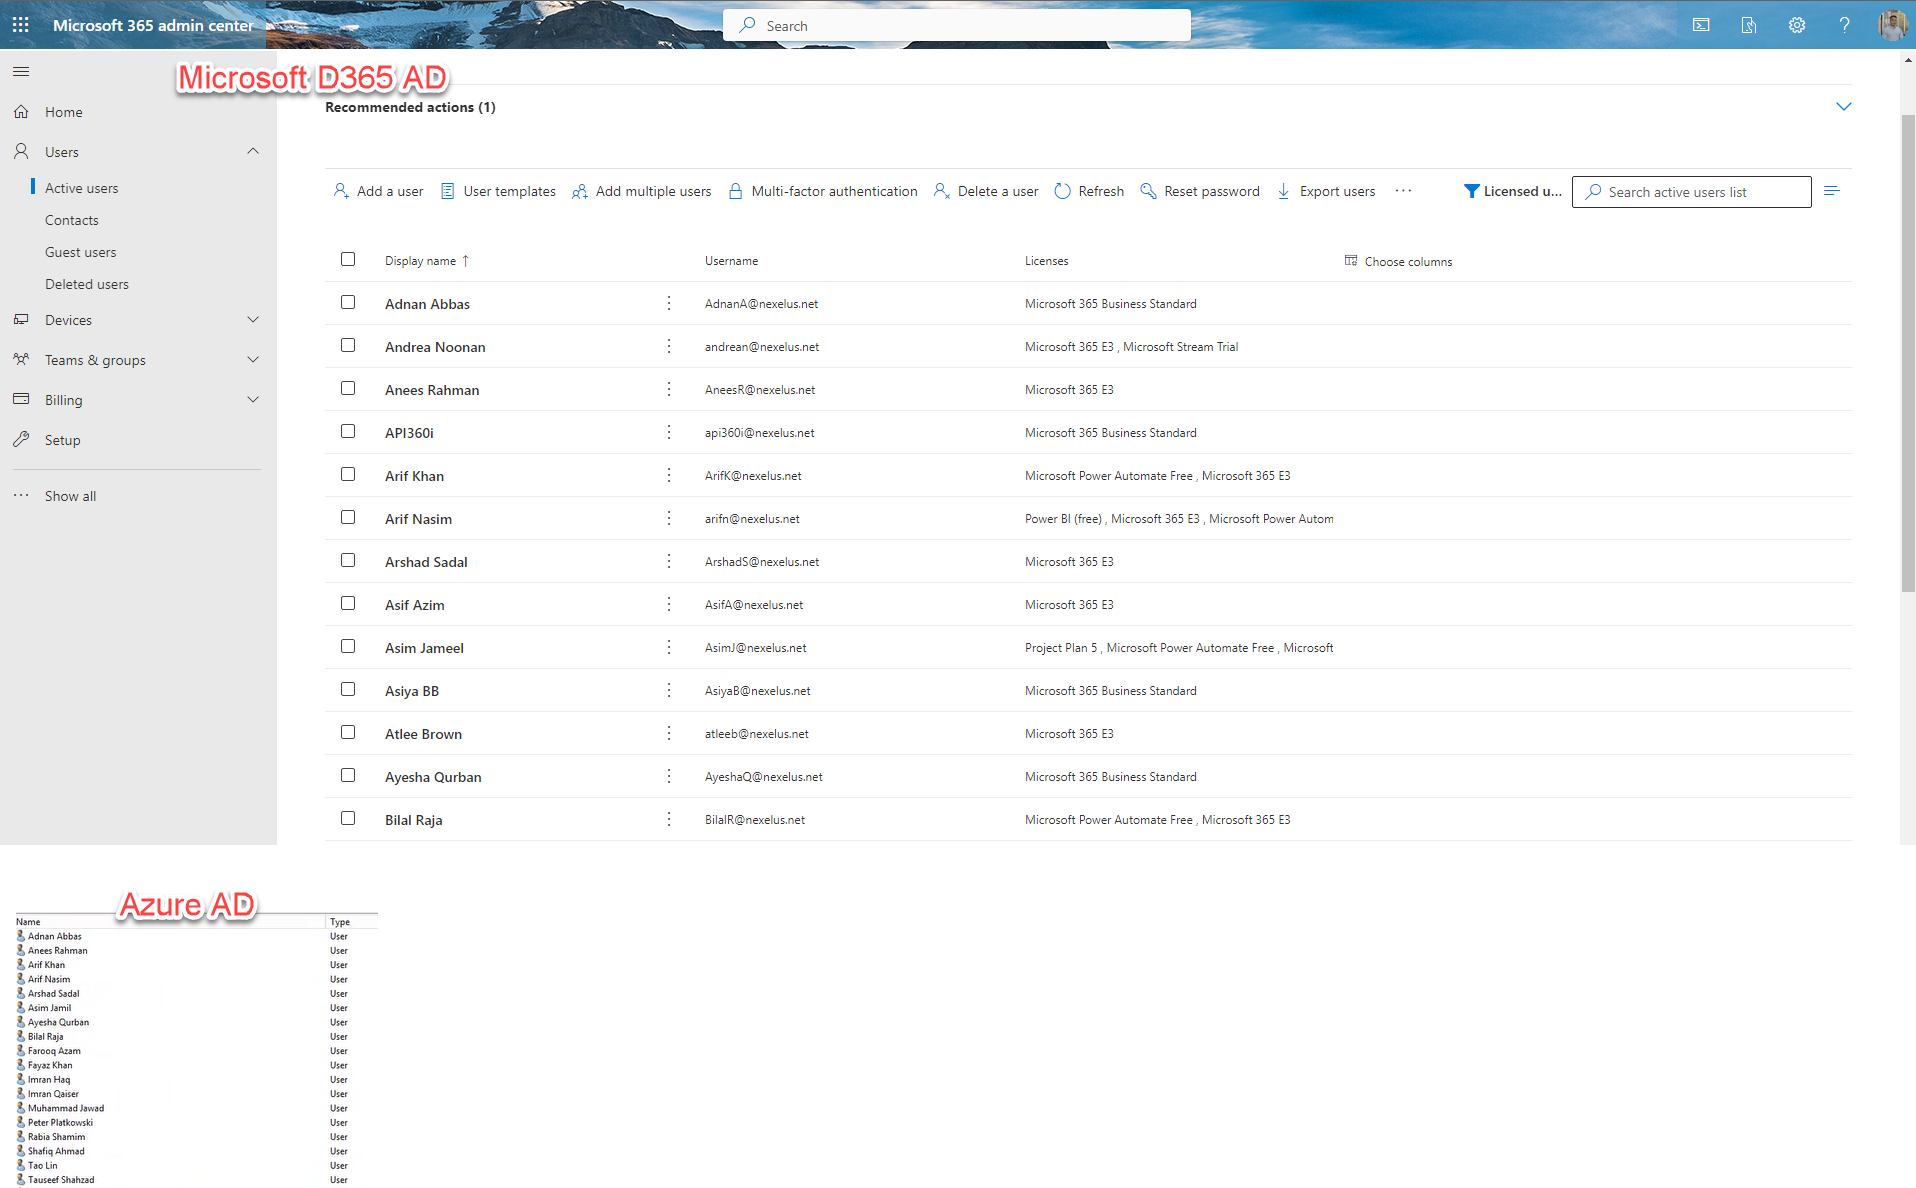 Microsoft 365 admin center
Search
Microsoft D365 AD
Home
Users
Active users
Contacts
Guest users
Deleted users
Devices
Teams & groups
Billing
Setup
Show all
Recommended actions (1)
Add a user User templates Add multiple users Multi-factor authentication Delete a user Refresh Reset password Export users ... Licensed u... Search active users list
Display name ↑ Username Licenses Choose columns
Adnan Abbas AdnanA@nexelus.net Microsoft 365 Business Standard
Andrea Noonan andrean@nexelus.net Microsoft 365 E3 , Microsoft Stream Trial
Anees Rahman AneesR@nexelus.net Microsoft 365 E3
API360i api360i@nexelus.net Microsoft 365 Business Standard
Arif Khan ArifK@nexelus.net Microsoft Power Automate Free , Microsoft 365 E3
Arif Nasim arifn@nexelus.net Power BI (free) , Microsoft 365 E3 , Microsoft Power Autom
Arshad Sadal ArshadS@nexelus.net Microsoft 365 E3
Asif Azim AsifA@nexelus.net Microsoft 365 E3
Asim Jameel AsimJ@nexelus.net Project Plan 5 , Microsoft Power Automate Free , Microsoft
Asiya BB AsiyaB@nexelus.net Microsoft 365 Business Standard
Atlee Brown atleeb@nexelus.net Microsoft 365 E3
Ayesha Qurban AyeshaQ@nexelus.net Microsoft 365 Business Standard
Bilal Raja BilalR@nexelus.net Microsoft Power Automate Free , Microsoft 365 E3
Azure AD
Name Type
Adnan Abbas User
Anees Rahman User
Arif Khan User
Arif Nasim User
Arshad Sadal User
Asim Jamil User
Ayesha Qurban User
Bilal Raja User
Farooq Azam User
Fayaz Khan User
Imran Haq User
Imran Qaiser User
Muhammad Jawad User
Peter Platkowski User
Rabia Shamim User
Shafiq Ahmad User
Tao Lin User
Tauseef Shahzad User